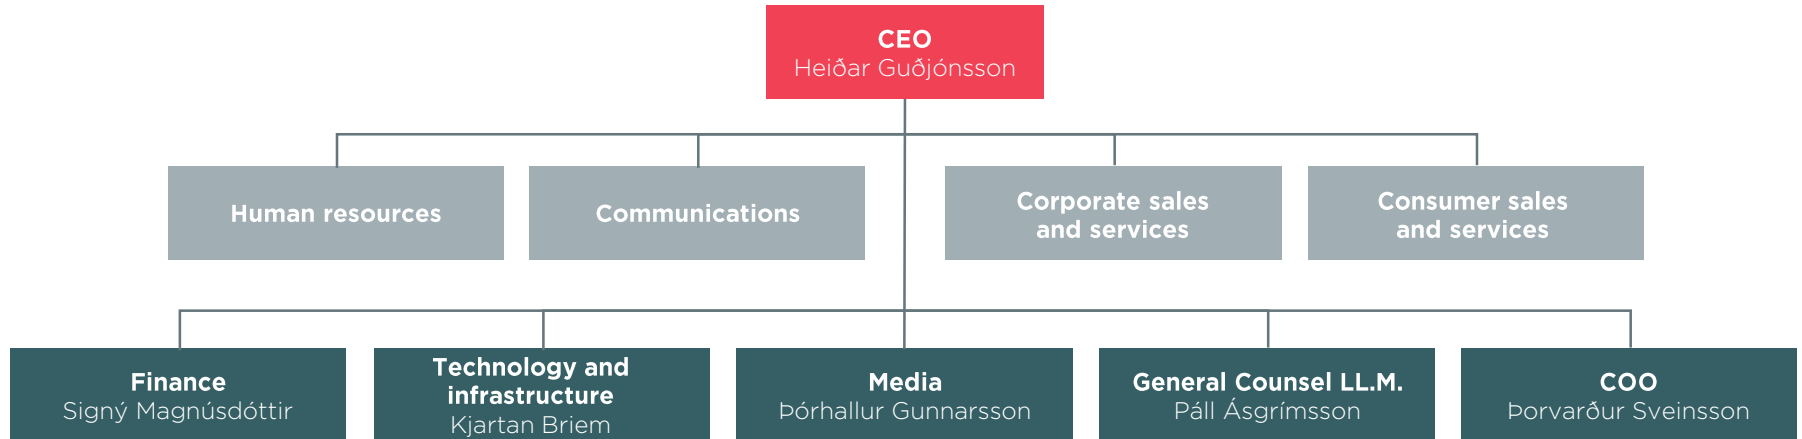 CEO
Heiðar Guðjónsson
Human resources
Communications
Corporate sales
and services
Consumer sales
and services
Finance
Signý Magnúsdóttir
Technology and
infrastructure
Kjartan Briem
Media
Þórhallur Gunnarsson
General Counsel LL.M.
Páll Ásgrímsson
COO
Þorvarður Sveinsson